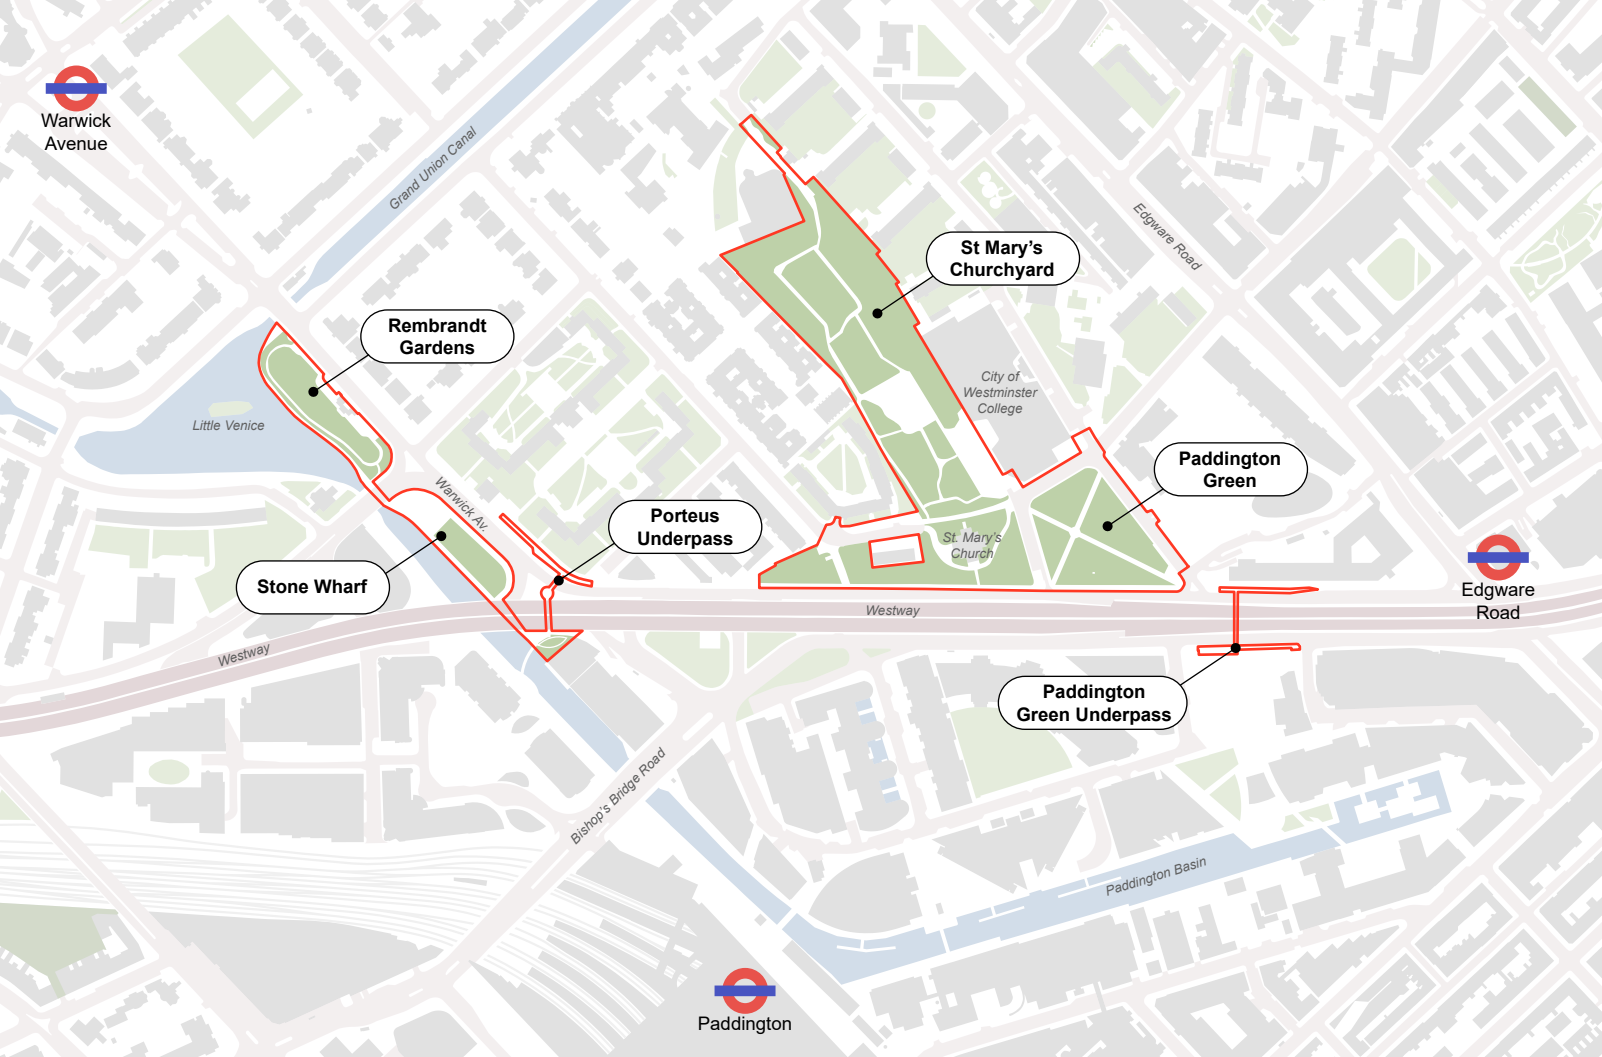 Warwick
Avenue
Grand Union Canal
Edgware Road
St Mary’s
Churchyard
Rembrandt
Gardens
Little Venice
City of
Westminster
College
Paddington
Green
Warwick Av.
Porteus
Underpass
St. Mary’s
Church
Stone Wharf
Edgware
Road
Westway
Westway
Paddington
Green Underpass
Bishop’s Bridge Road
Paddington Basin
Paddington